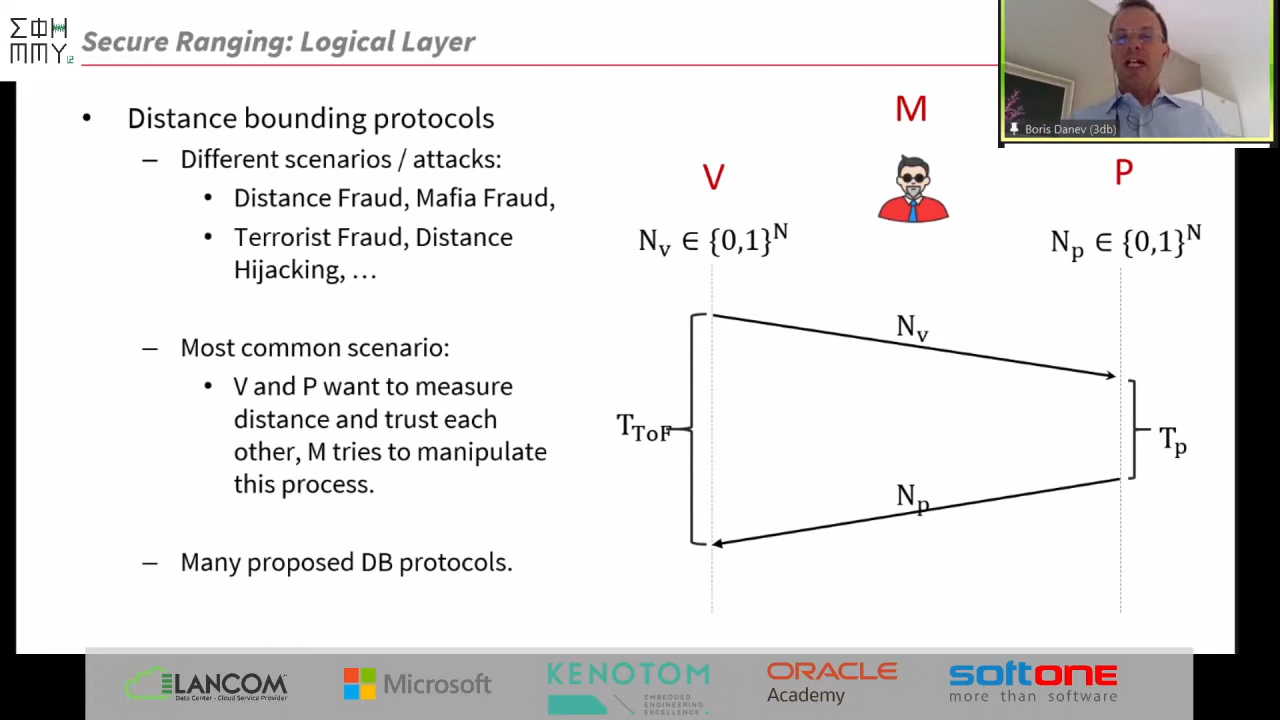 ΣΦΗ
ΜΜΥ 12
Secure Ranging: Logical Layer
Boris Danev (3db)
• Distance bounding protocols
– Different scenarios / attacks:
• Distance Fraud, Mafia Fraud,
• Terrorist Fraud, Distance
Hijacking, …
– Most common scenario:
• V and P want to measure
distance and trust each
other, M tries to manipulate
this process.
– Many proposed DB protocols.
M
V
P
Nᵥ ∈ {0,1}ᴺ
Nₚ ∈ {0,1}ᴺ
Nᵥ
T_ToF
Tₚ
Nₚ
LANCOM
Data Center - Cloud Service Provider
Microsoft
KENOTOM
EMBEDDED
ENGINEERING
EXCELLENCE
ORACLE
Academy
softone
more than software